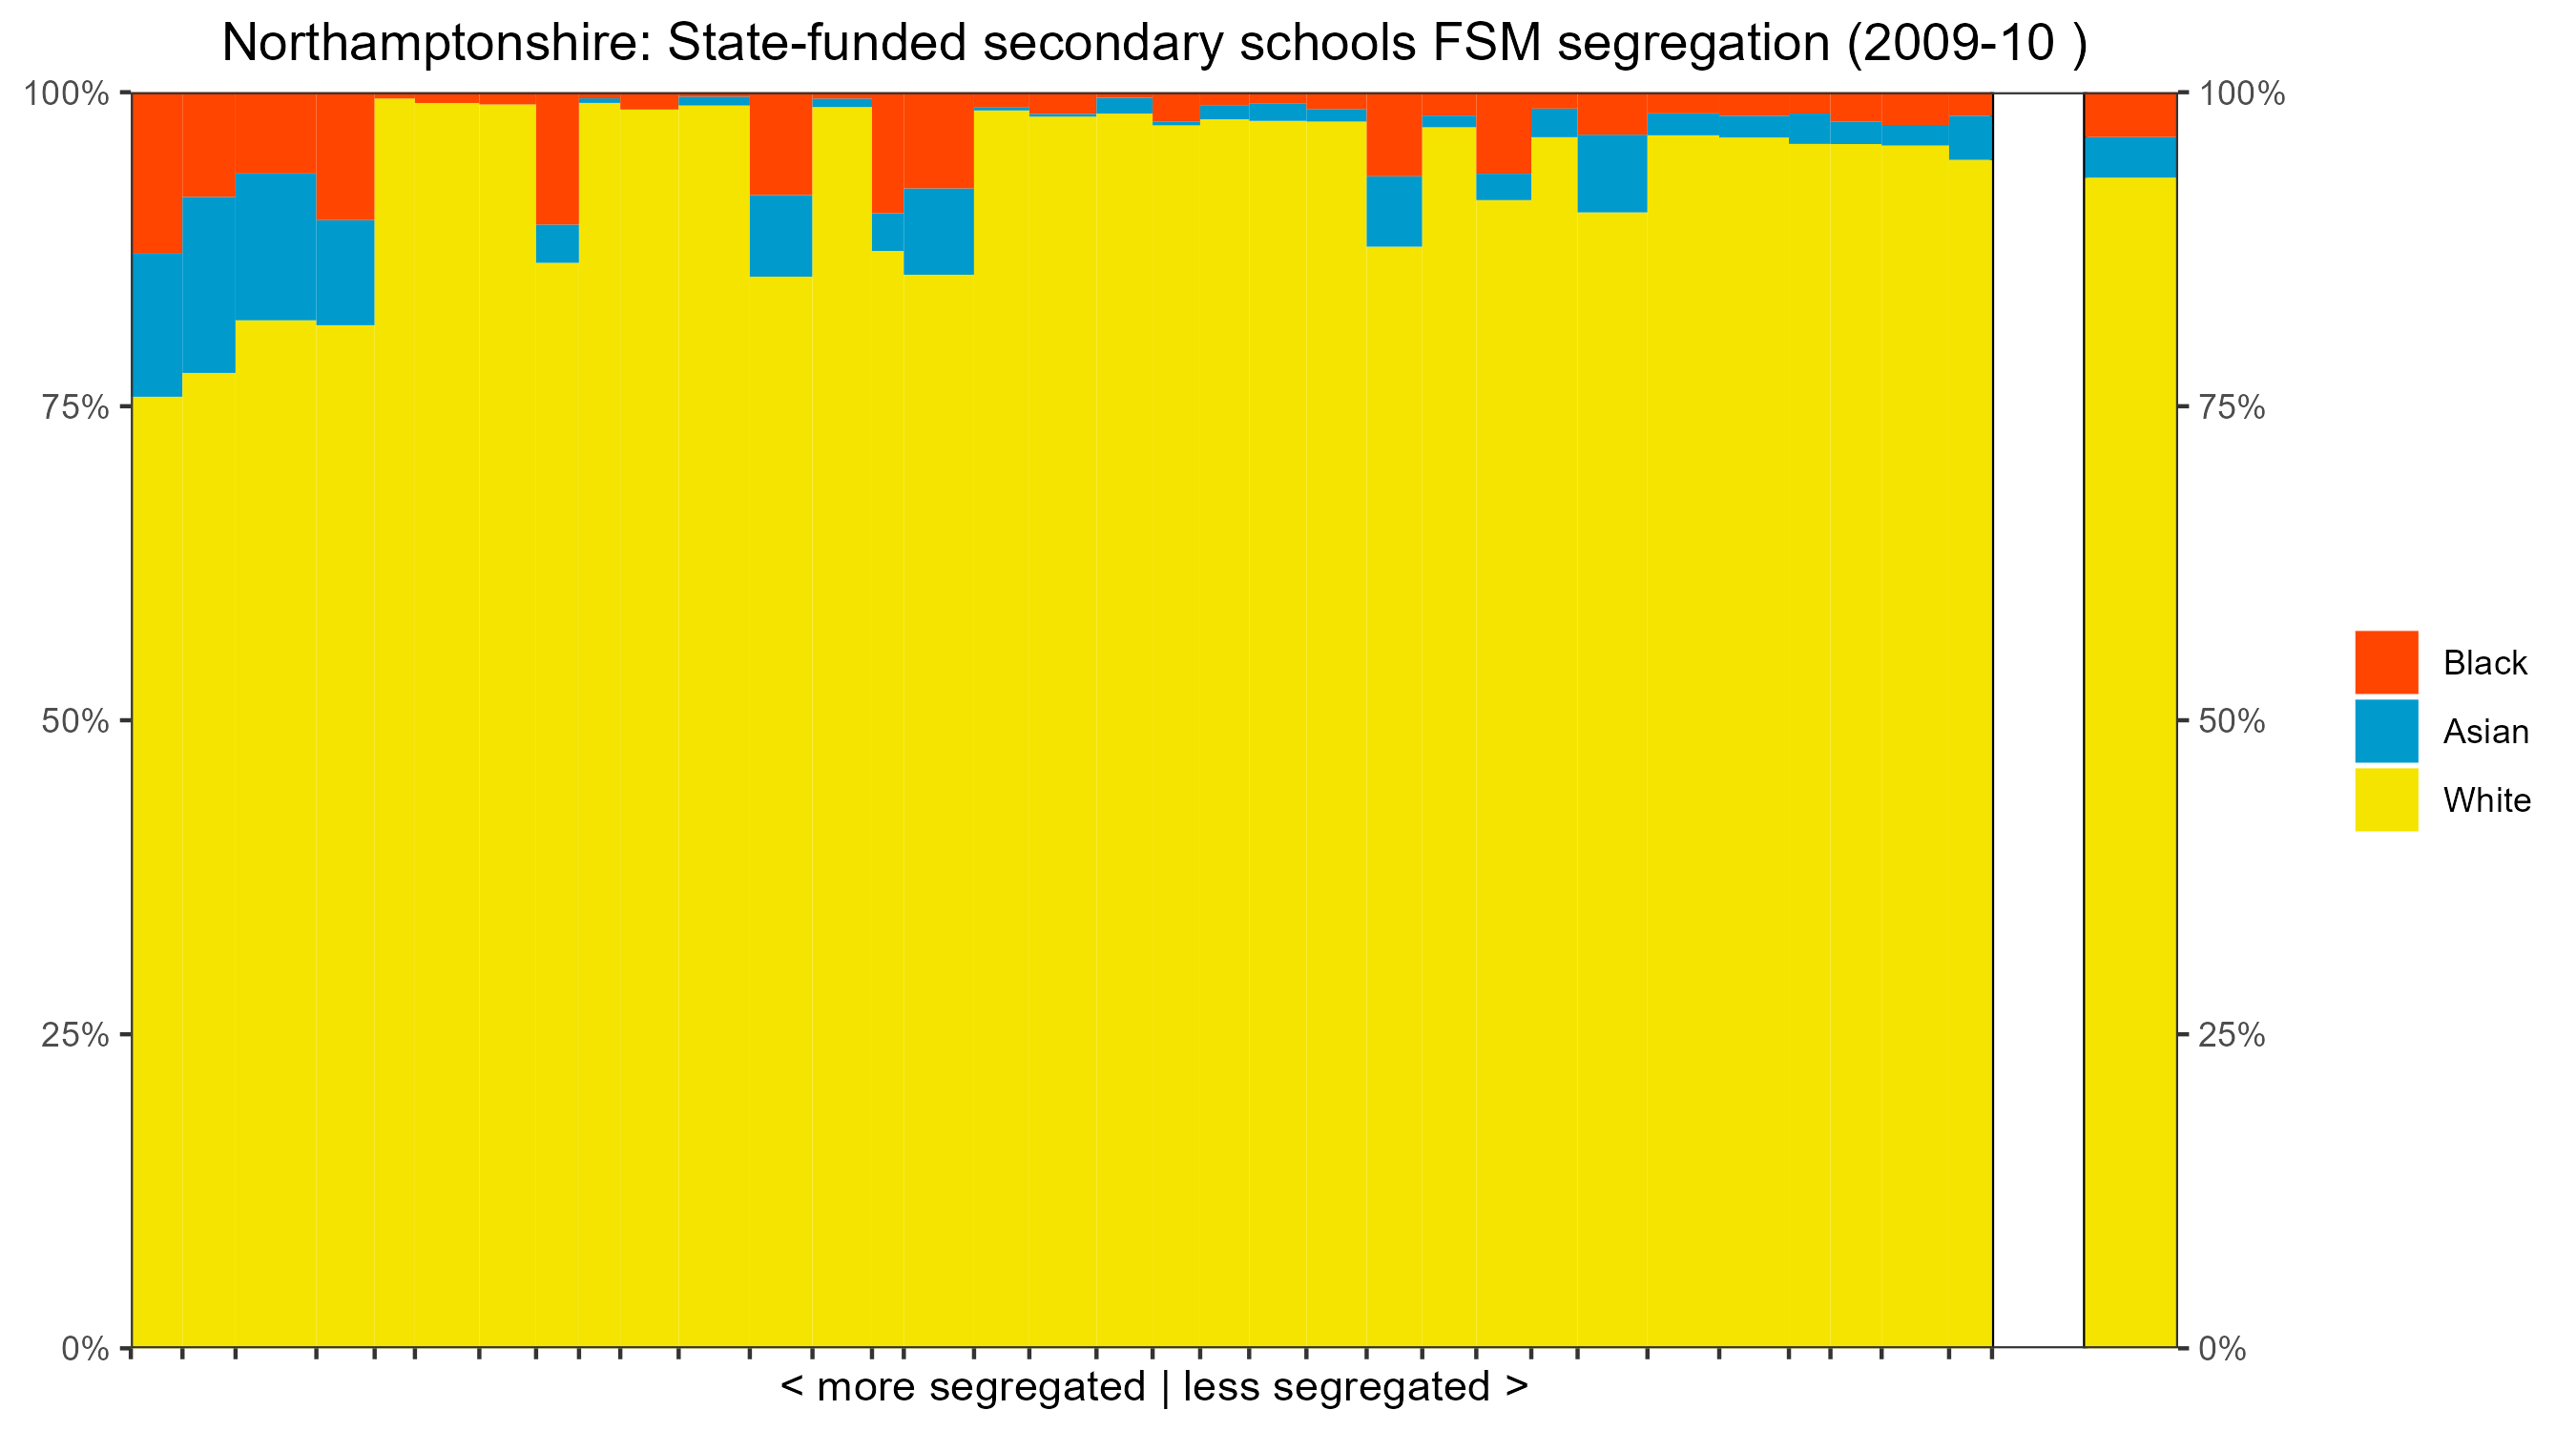 Northamptonshire: State-funded secondary schools FSM segregation (2009-10 )
100%
75%
50%
25%
0%
100%
75%
50%
25%
0%
Black
Asian
White
< more segregated | less segregated >